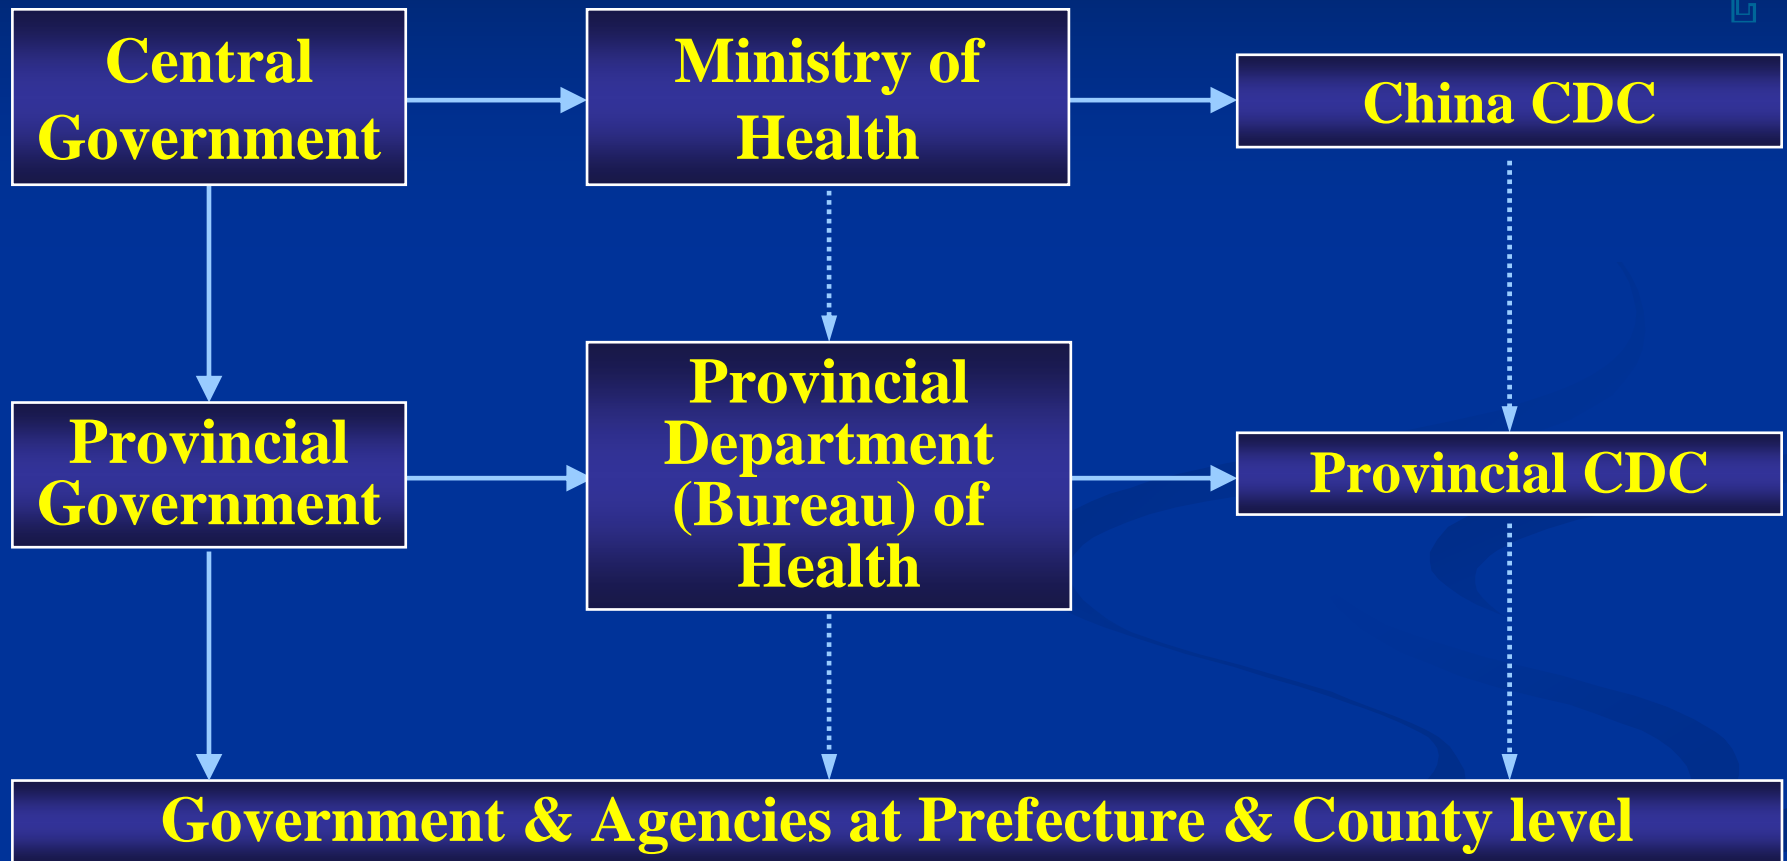 Central
Government
Ministry of
Health
China CDC
Provincial
Government
Provincial
Department
(Bureau) of
Health
Provincial CDC
Government & Agencies at Prefecture & County level